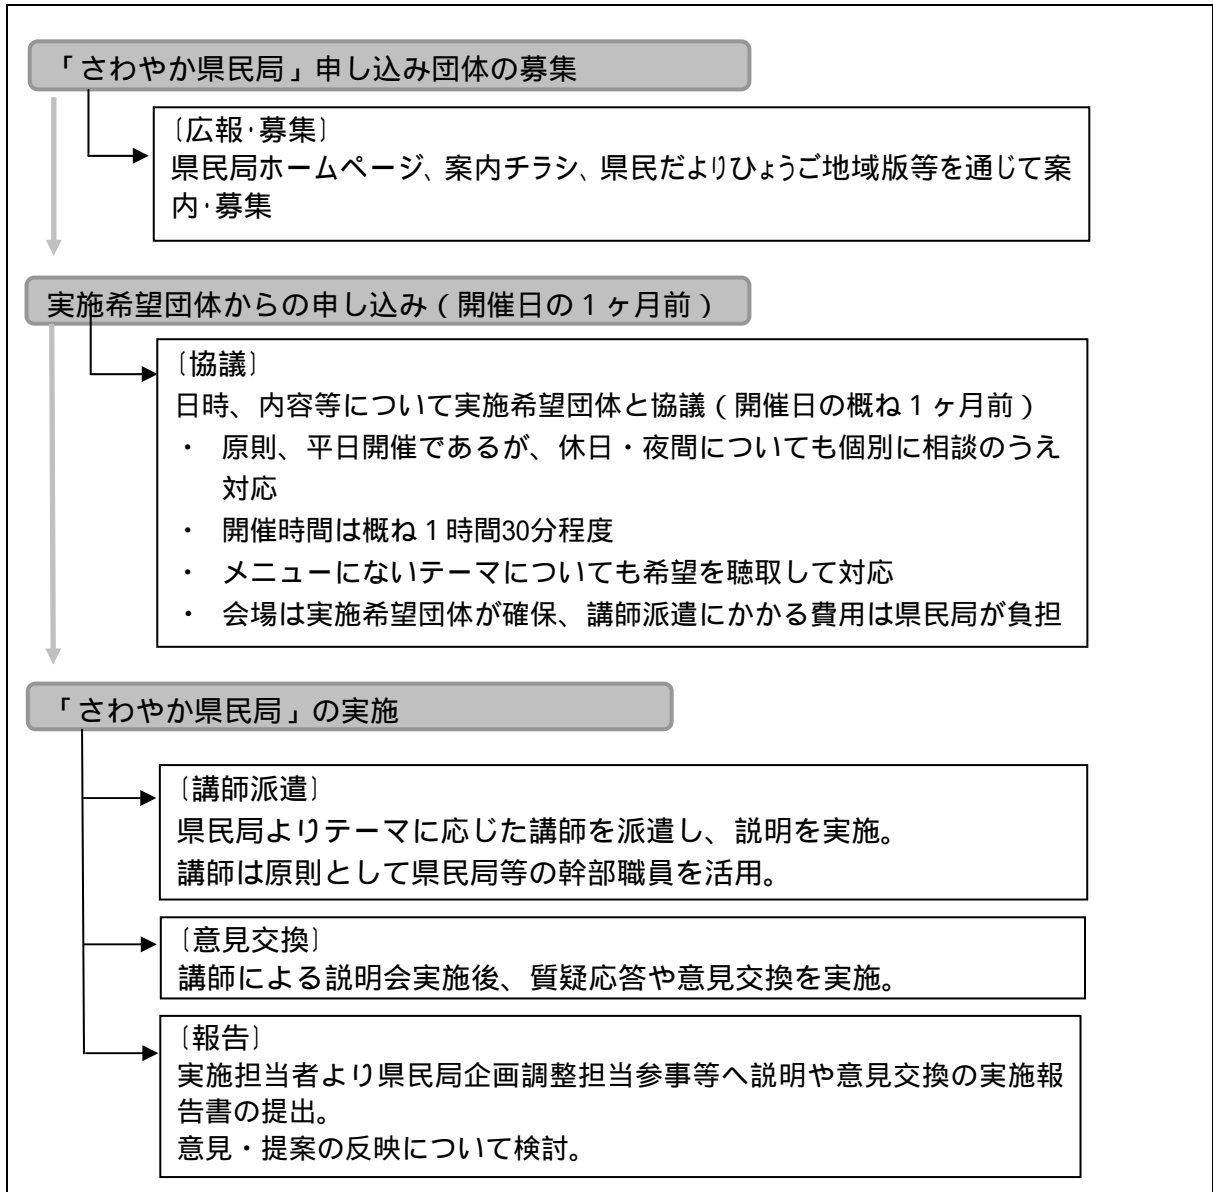 「さわやか県民局」申し込み団体の募集
〔広報・募集〕
県民局ホームページ、案内チラシ、県民だよりひょうご地域版等を通じて案
内・募集
実施希望団体からの申し込み（開催日の１ヶ月前）
〔協議〕
日時、内容等について実施希望団体と協議（開催日の概ね１ヶ月前）
・ 原則、平日開催であるが、休日・夜間についても個別に相談のうえ
対応
・ 開催時間は概ね１時間30分程度
・ メニューにないテーマについても希望を聴取して対応
・ 会場は実施希望団体が確保、講師派遣にかかる費用は県民局が負担
「さわやか県民局」の実施
〔講師派遣〕
県民局よりテーマに応じた講師を派遣し、説明を実施。
講師は原則として県民局等の幹部職員を活用。
〔意見交換〕
講師による説明会実施後、質疑応答や意見交換を実施。
〔報告〕
実施担当者より県民局企画調整担当参事等へ説明や意見交換の実施報
告書の提出。
意見・提案の反映について検討。